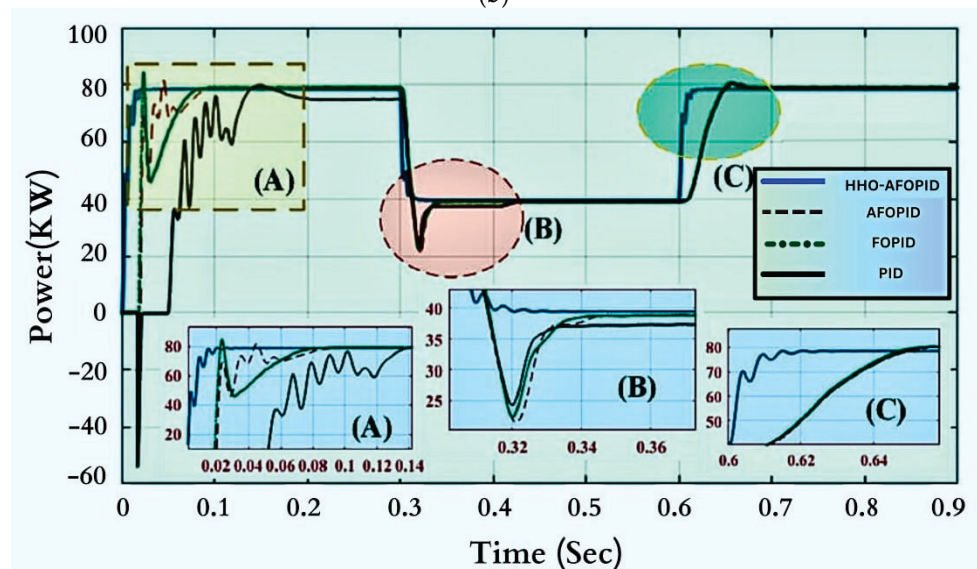 100
80
60
40
20
0
-20
-40
-60
Power(KW)
(A)
(B)
(C)
HHO-AFOPID
AFOPID
FOPID
PID
80
60
40
20
(A)
0.02 0.04 0.06 0.08 0.1 0.12 0.14
40
35
30
25
(B)
0.32 0.34 0.36
80
70
60
50
(C)
0.6 0.62 0.64
0 0.1 0.2 0.3 0.4 0.5 0.6 0.7 0.8 0.9
Time (Sec)